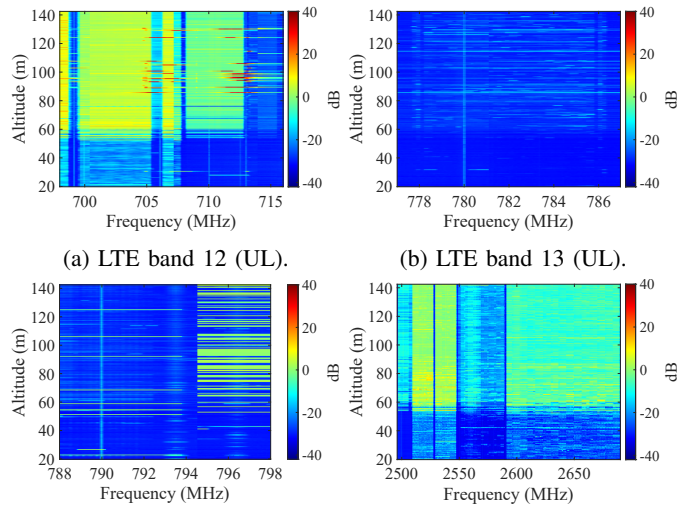 140
120
100
80
60
40
20
Altitude (m)
700 705 710 715
Frequency (MHz)
40
20
0
-20
-40
dB
(a) LTE band 12 (UL).
140
120
100
80
60
40
20
Altitude (m)
778 780 782 784 786
Frequency (MHz)
40
20
0
-20
-40
dB
(b) LTE band 13 (UL).
140
120
100
80
60
40
20
Altitude (m)
788 790 792 794 796 798
Frequency (MHz)
40
20
0
-20
-40
dB
140
120
100
80
60
40
20
Altitude (m)
2500 2550 2600 2650
Frequency (MHz)
40
20
0
-20
-40
dB